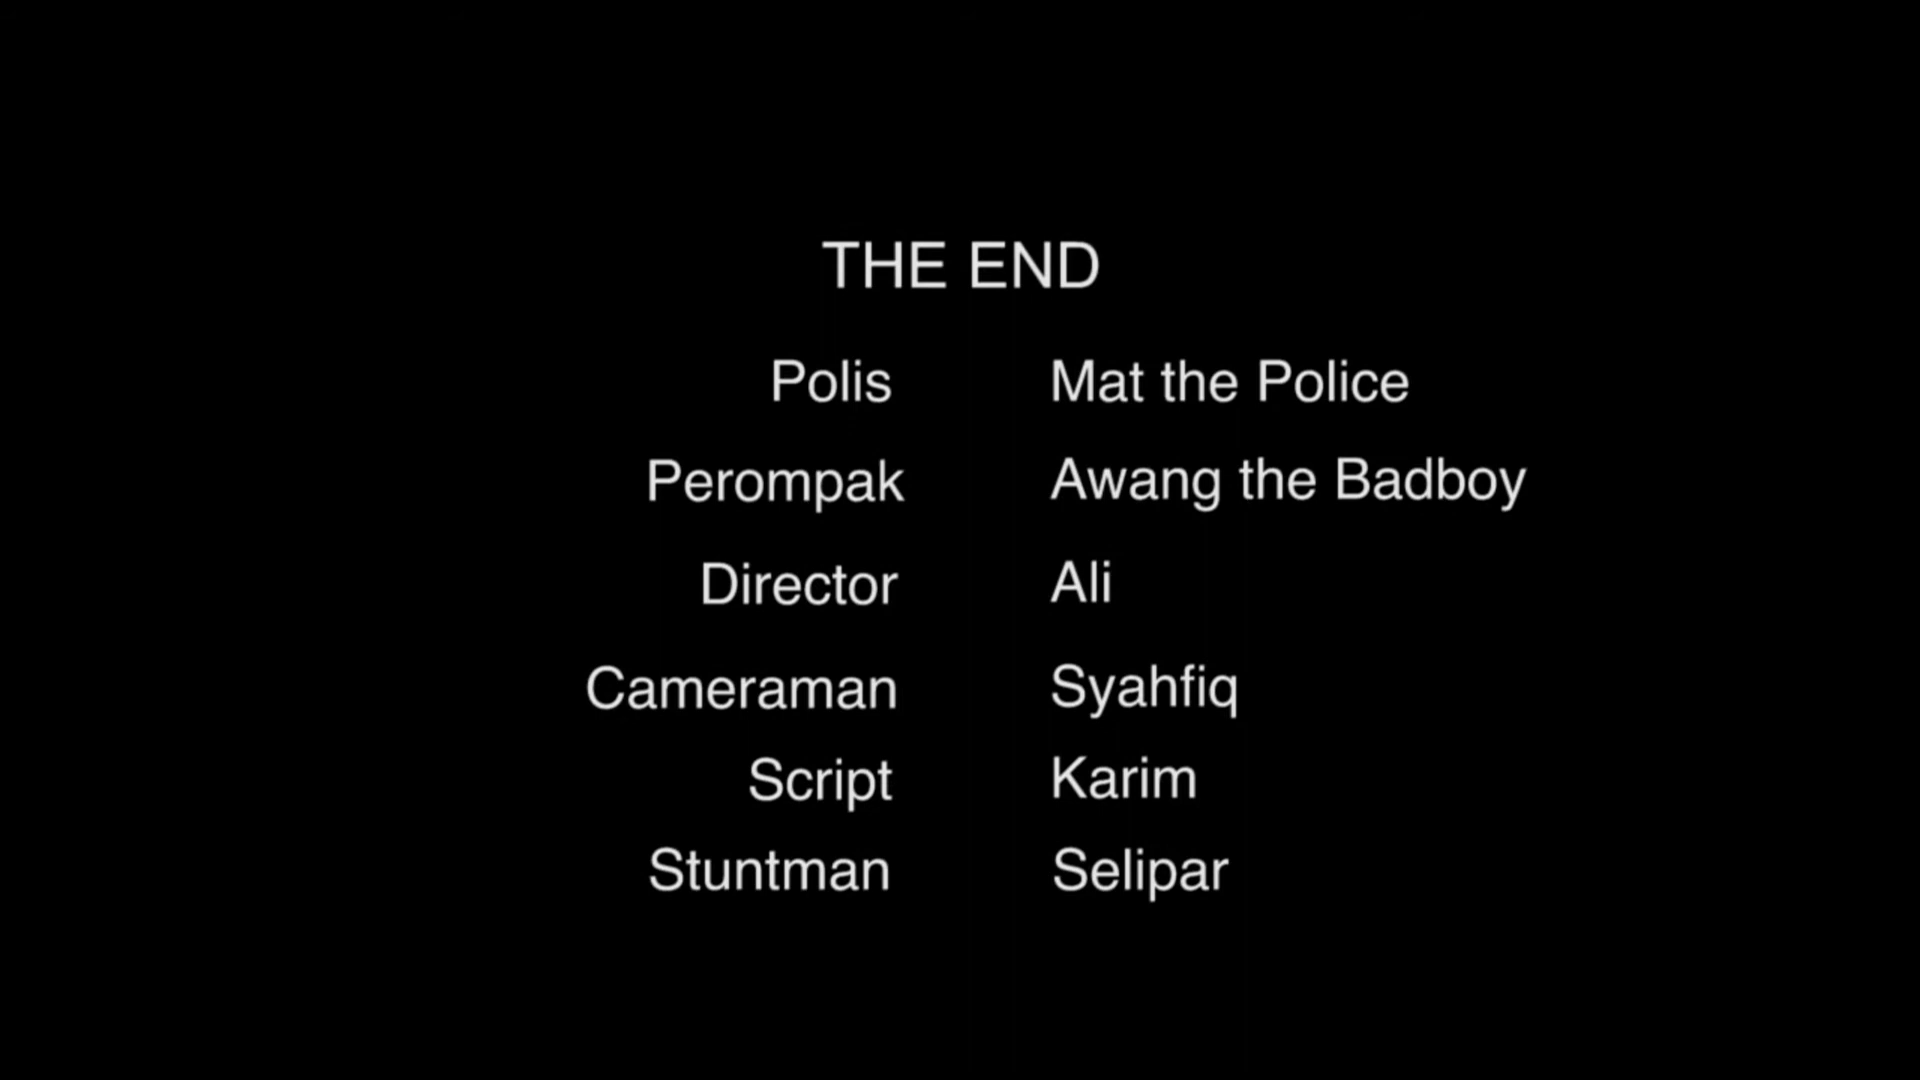 THE END
Polis Mat the Police
Perompak Awang the Badboy
Director Ali
Cameraman Syahfiq
Script Karim
Stuntman Selipar